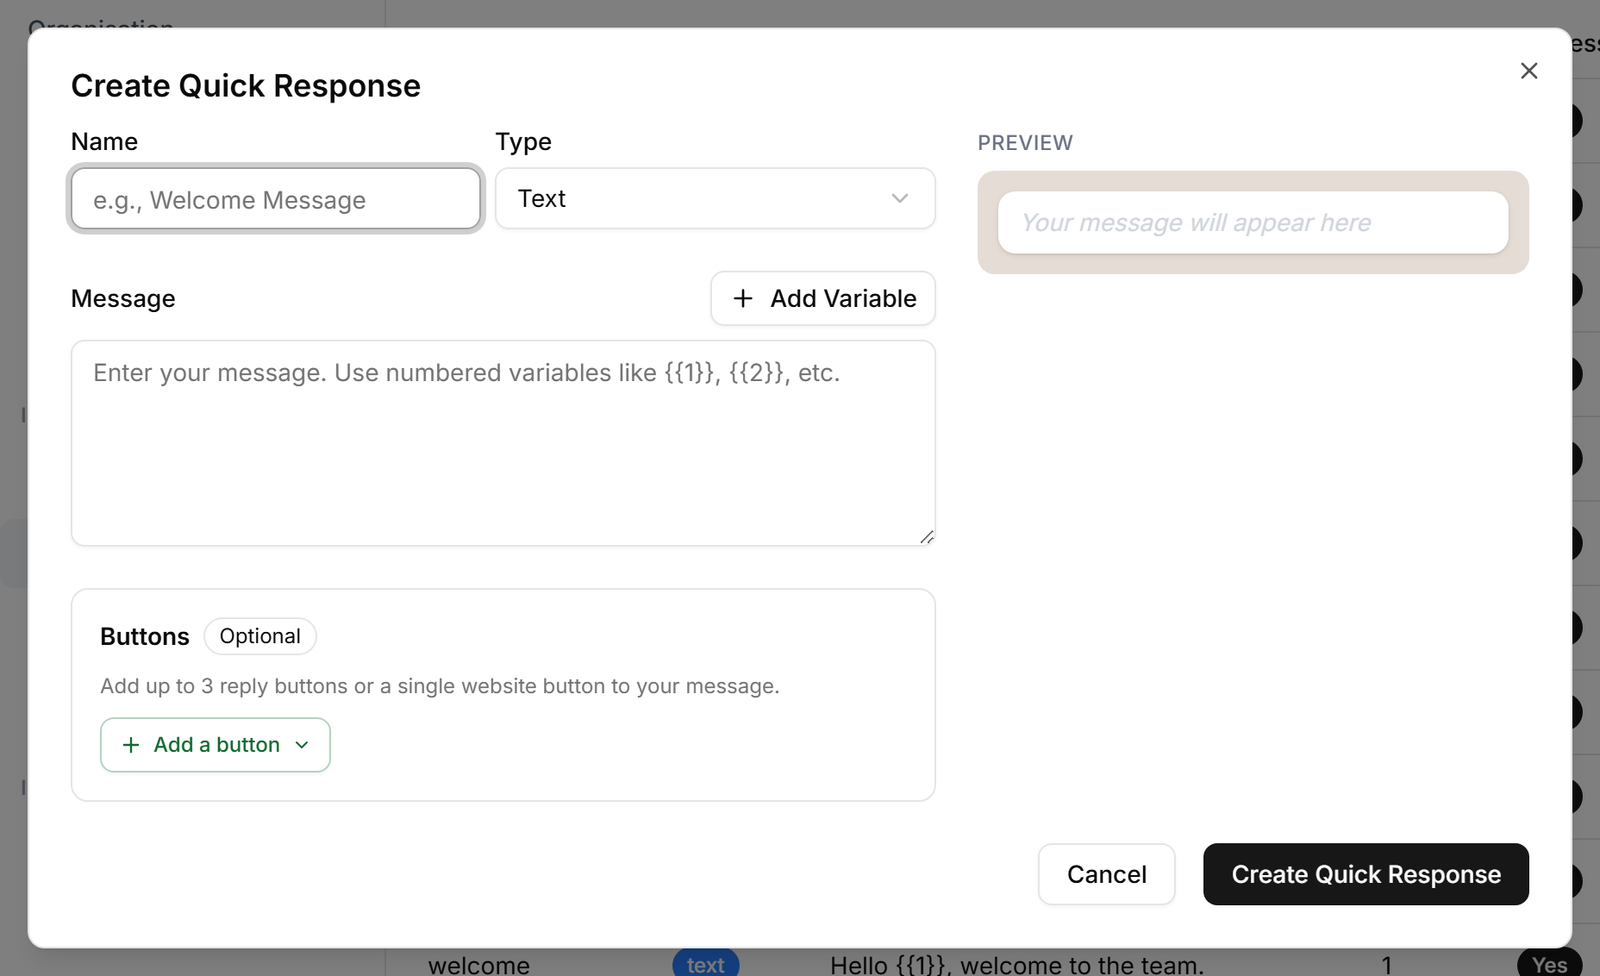 Organisation
Create Quick Response
Name
Type
PREVIEW
e.g., Welcome Message
Text
Your message will appear here
Message
+ Add Variable
Enter your message. Use numbered variables like {{1}}, {{2}}, etc.
Buttons
Optional
Add up to 3 reply buttons or a single website button to your message.
+ Add a button
Cancel
Create Quick Response
welcome
text
Hello {{1}}, welcome to the team.
1
Yes